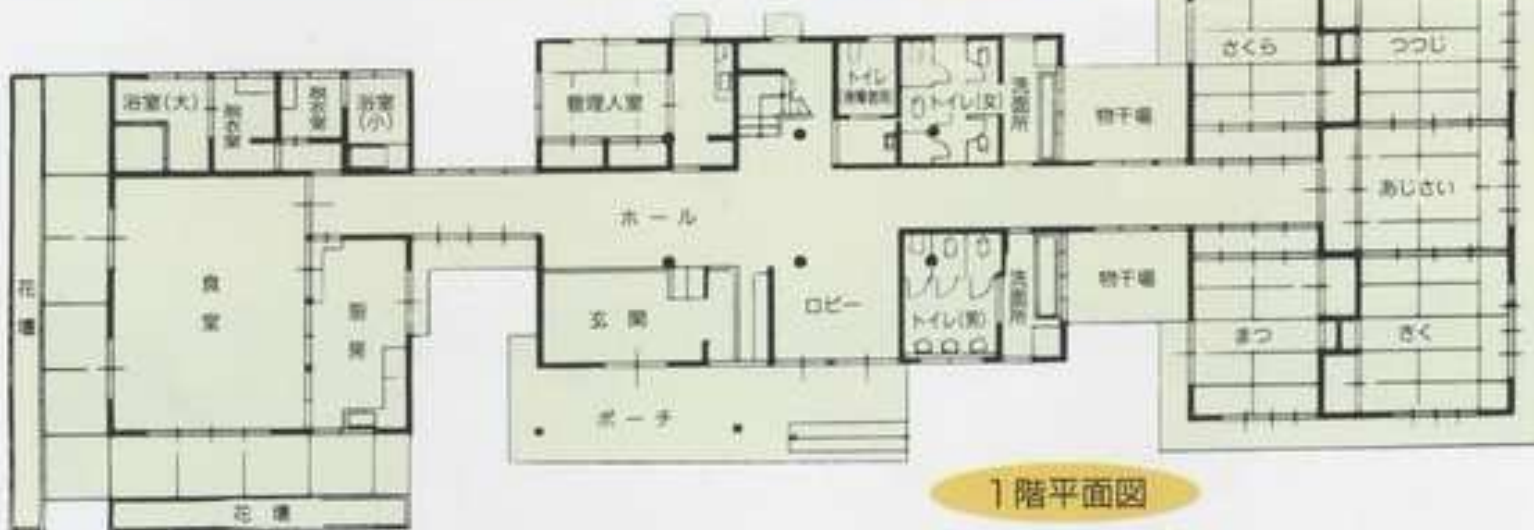 さくら
つつじ
浴室(大)
脱衣室
脱衣室
浴室
(小)
管理人室
トイレ
トイレ(女)
洗面所
物干場
あじさい
ホール
花壇
食堂
厨房
玄関
ロビー
トイレ(男)
洗面所
物干場
まつ
きく
ポーチ
花壇
1階平面図